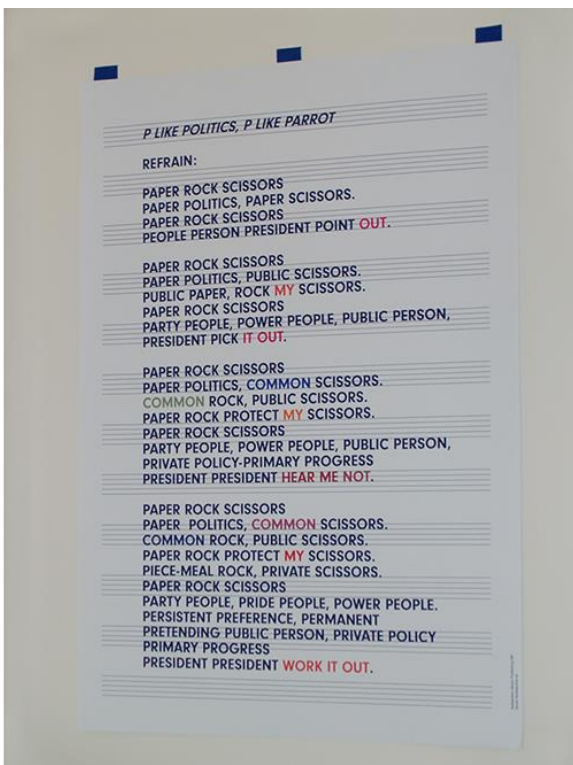 P LIKE POLITICS, P LIKE PARROT
REFRAIN:
PAPER ROCK SCISSORS
PAPER POLITICS, PAPER SCISSORS.
PAPER ROCK SCISSORS
PEOPLE PERSON PRESIDENT POINT OUT.
PAPER ROCK SCISSORS
PAPER POLITICS, PUBLIC SCISSORS.
PUBLIC PAPER, ROCK MY SCISSORS.
PAPER ROCK SCISSORS
PARTY PEOPLE, POWER PEOPLE, PUBLIC PERSON,
PRESIDENT PICK IT OUT.
PAPER ROCK SCISSORS
PAPER POLITICS, COMMON SCISSORS.
COMMON ROCK, PUBLIC SCISSORS.
PAPER ROCK PROTECT MY SCISSORS.
PAPER ROCK SCISSORS
PARTY PEOPLE, POWER PEOPLE, PUBLIC PERSON,
PRIVATE POLICY-PRIMARY PROGRESS
PRESIDENT PRESIDENT HEAR ME NOT.
PAPER ROCK SCISSORS
PAPER POLITICS, COMMON SCISSORS.
COMMON ROCK, PUBLIC SCISSORS.
PAPER ROCK PROTECT MY SCISSORS.
PIECE-MEAL ROCK, PRIVATE SCISSORS.
PAPER ROCK SCISSORS
PARTY PEOPLE, PRIDE PEOPLE, POWER PEOPLE.
PERSISTENT PREFERENCE, PERMANENT
PRETENDING PUBLIC PERSON, PRIVATE POLICY
PRIMARY PROGRESS
PRESIDENT PRESIDENT WORK IT OUT.